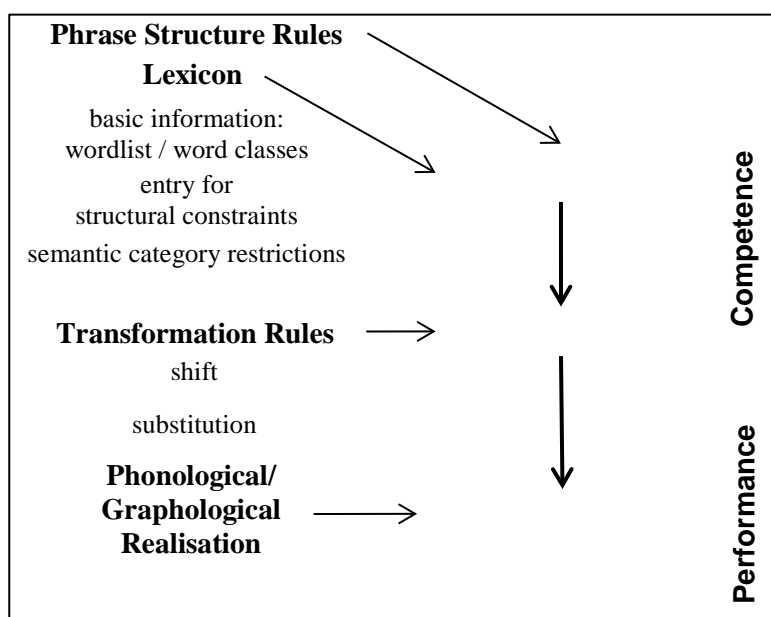 Phrase Structure Rules
Lexicon
basic information:
wordlist / word classes
entry for
structural constraints
semantic category restrictions
Transformation Rules
shift
substitution
Phonological/
Graphological
Realisation
Competence
Performance